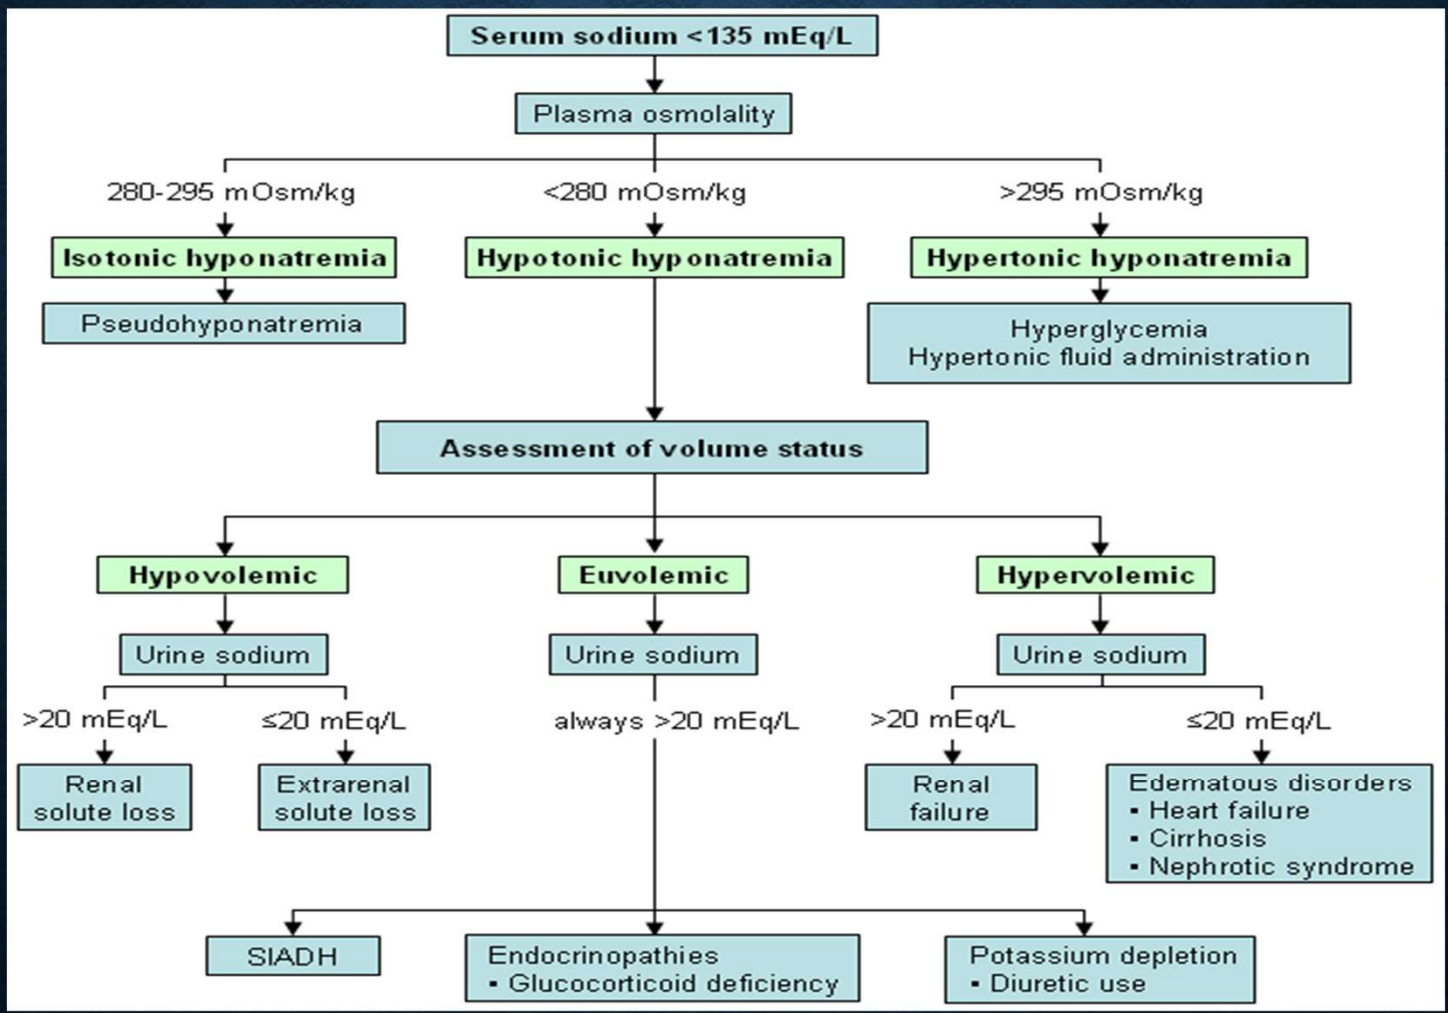 Serum sodium <135 mEq/L
Plasma osmolality
280-295 mOsm/kg
<280 mOsm/kg
>295 mOsm/kg
Isotonic hyponatremia
Hypotonic hyponatremia
Hypertonic hyponatremia
Pseudohyponatremia
Hyperglycemia
Hypertonic fluid administration
Assessment of volume status
Hypovolemic
Euvolemic
Hypervolemic
Urine sodium
Urine sodium
Urine sodium
>20 mEq/L
≤20 mEq/L
always >20 mEq/L
>20 mEq/L
≤20 mEq/L
Renal
solute loss
Extrarenal
solute loss
Renal
failure
Edematous disorders
▪ Heart failure
▪ Cirrhosis
▪ Nephrotic syndrome
SIADH
Endocrinopathies
▪ Glucocorticoid deficiency
Potassium depletion
▪ Diuretic use